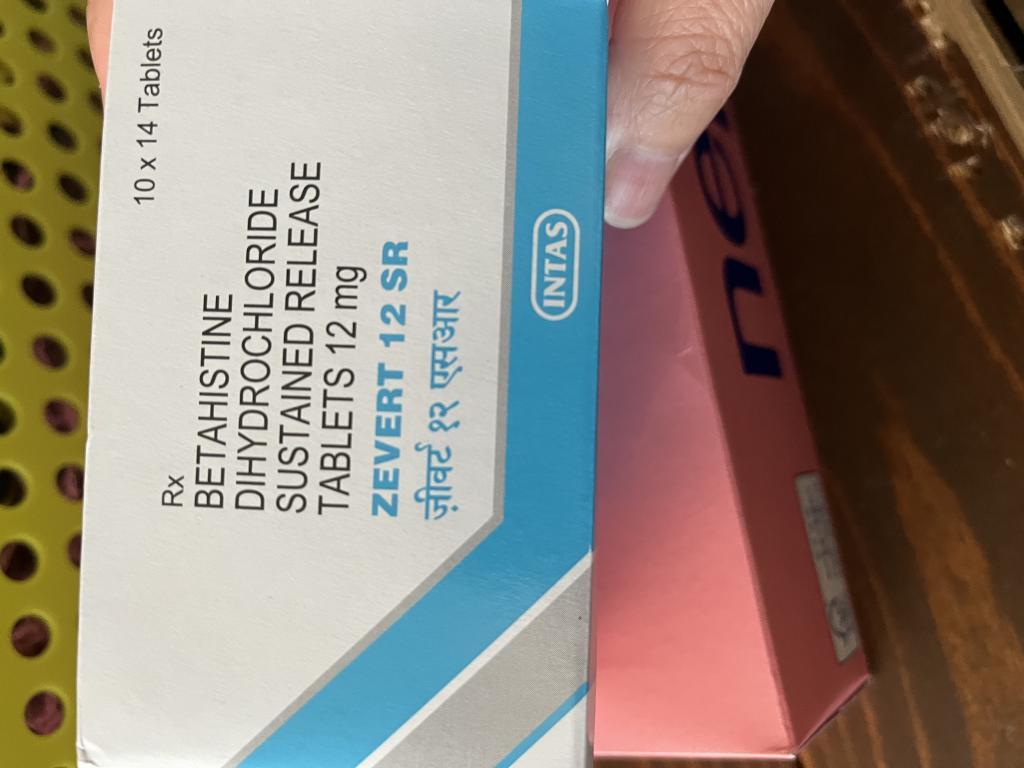 10 x 14 Tablets
Rx
BETAHISTINE
DIHYDROCHLORIDE
SUSTAINED RELEASE
TABLETS 12 mg
ZEVERT 12 SR
ज़ीवर्ट १२ एसआर
INTAS